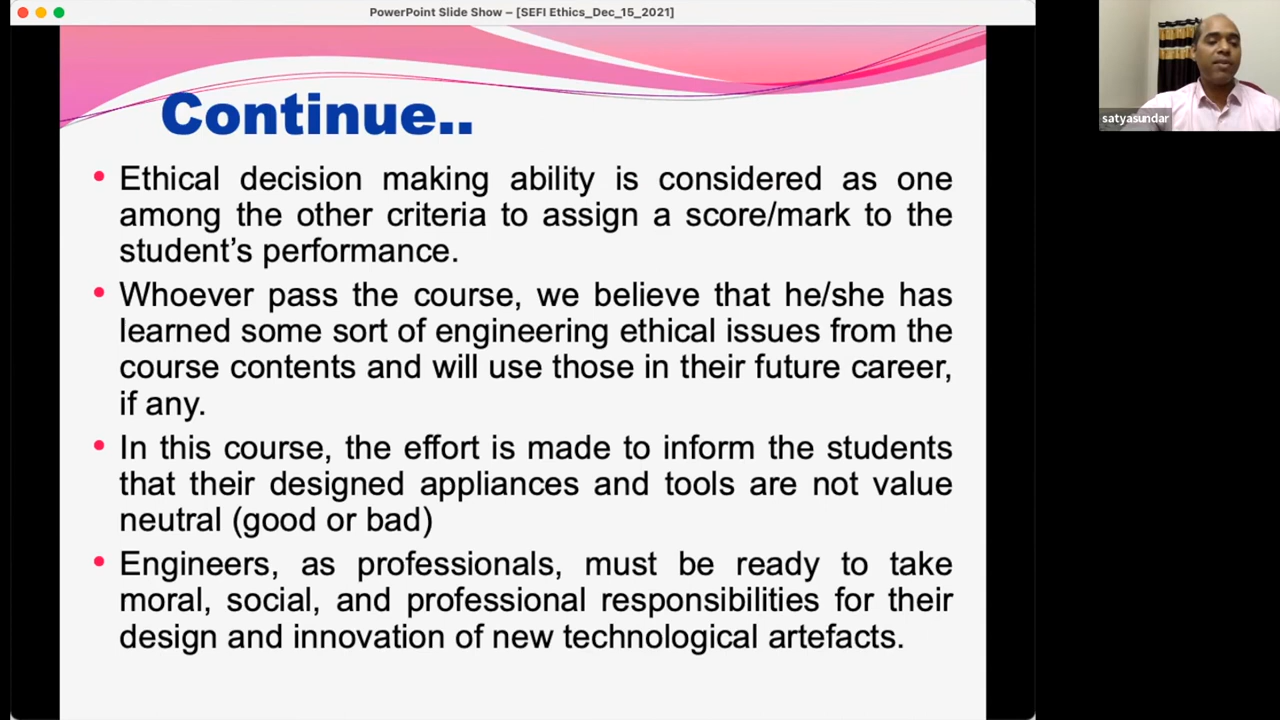 PowerPoint Slide Show – [SEFI Ethics_Dec_15_2021]
Continue..
• Ethical decision making ability is considered as one
among the other criteria to assign a score/mark to the
student’s performance.
• Whoever pass the course, we believe that he/she has
learned some sort of engineering ethical issues from the
course contents and will use those in their future career,
if any.
• In this course, the effort is made to inform the students
that their designed appliances and tools are not value
neutral (good or bad)
• Engineers, as professionals, must be ready to take
moral, social, and professional responsibilities for their
design and innovation of new technological artefacts.
satyasundar